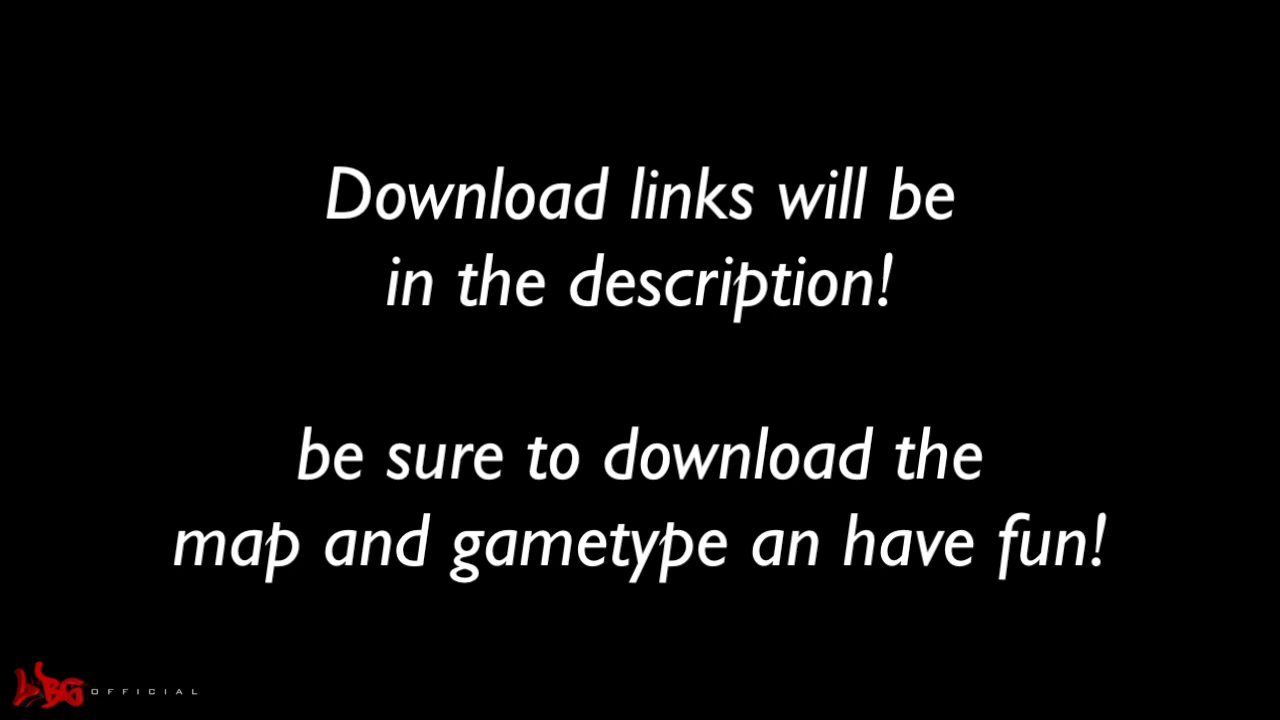 Download links will be
in the description!
be sure to download the
map and gametype an have fun!
OFFICIAL